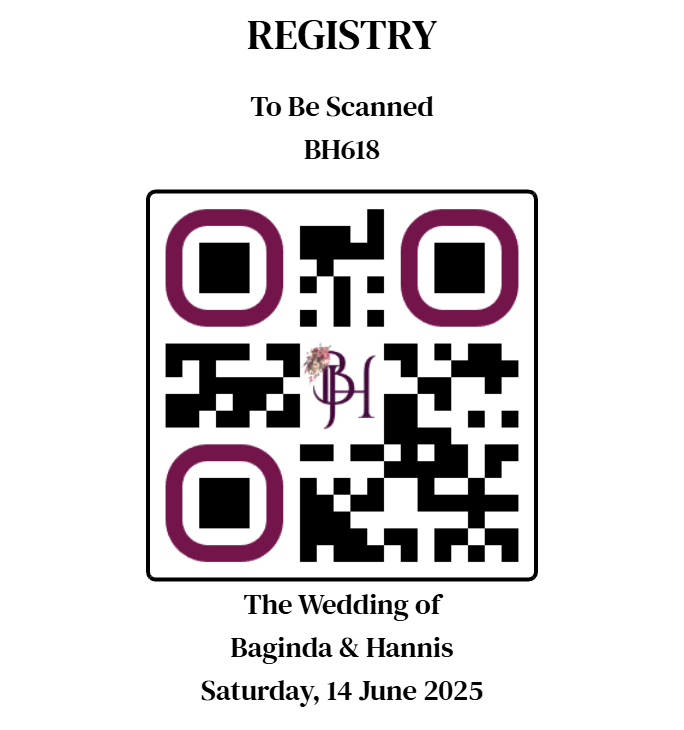 REGISTRY
To Be Scanned
BH618
BH
The Wedding of
Baginda & Hannis
Saturday, 14 June 2025